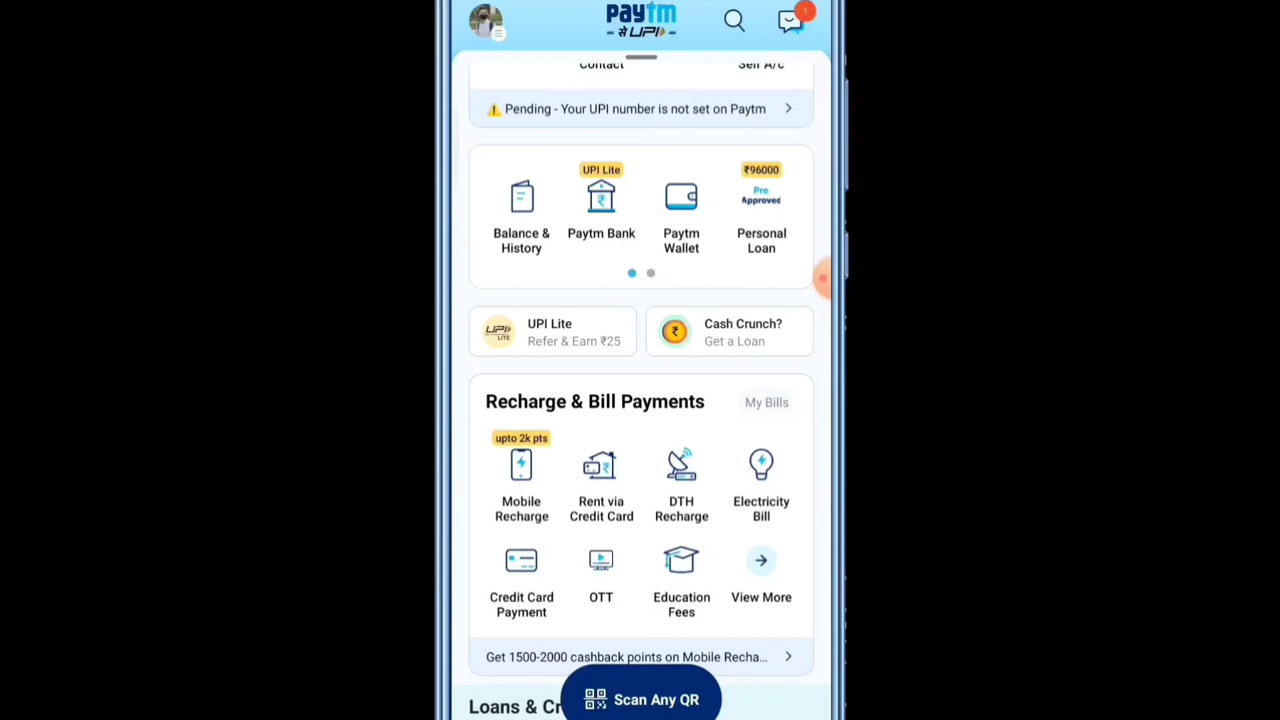 paytm
1
से UPI
Contact Self A/c
⚠️ Pending - Your UPI number is not set on Paytm
UPI Lite ₹96000
Pre
Approved
Balance & Paytm Bank Paytm Personal
History Wallet Loan
UPI Lite Cash Crunch?
UPI
LITE
Refer & Earn ₹25 Get a Loan
Recharge & Bill Payments My Bills
upto 2k pts
Mobile Rent via DTH Electricity
Recharge Credit Card Recharge Bill
Credit Card OTT Education View More
Payment Fees
Get 1500-2000 cashback points on Mobile Recha...
Scan Any QR
Loans & Cr